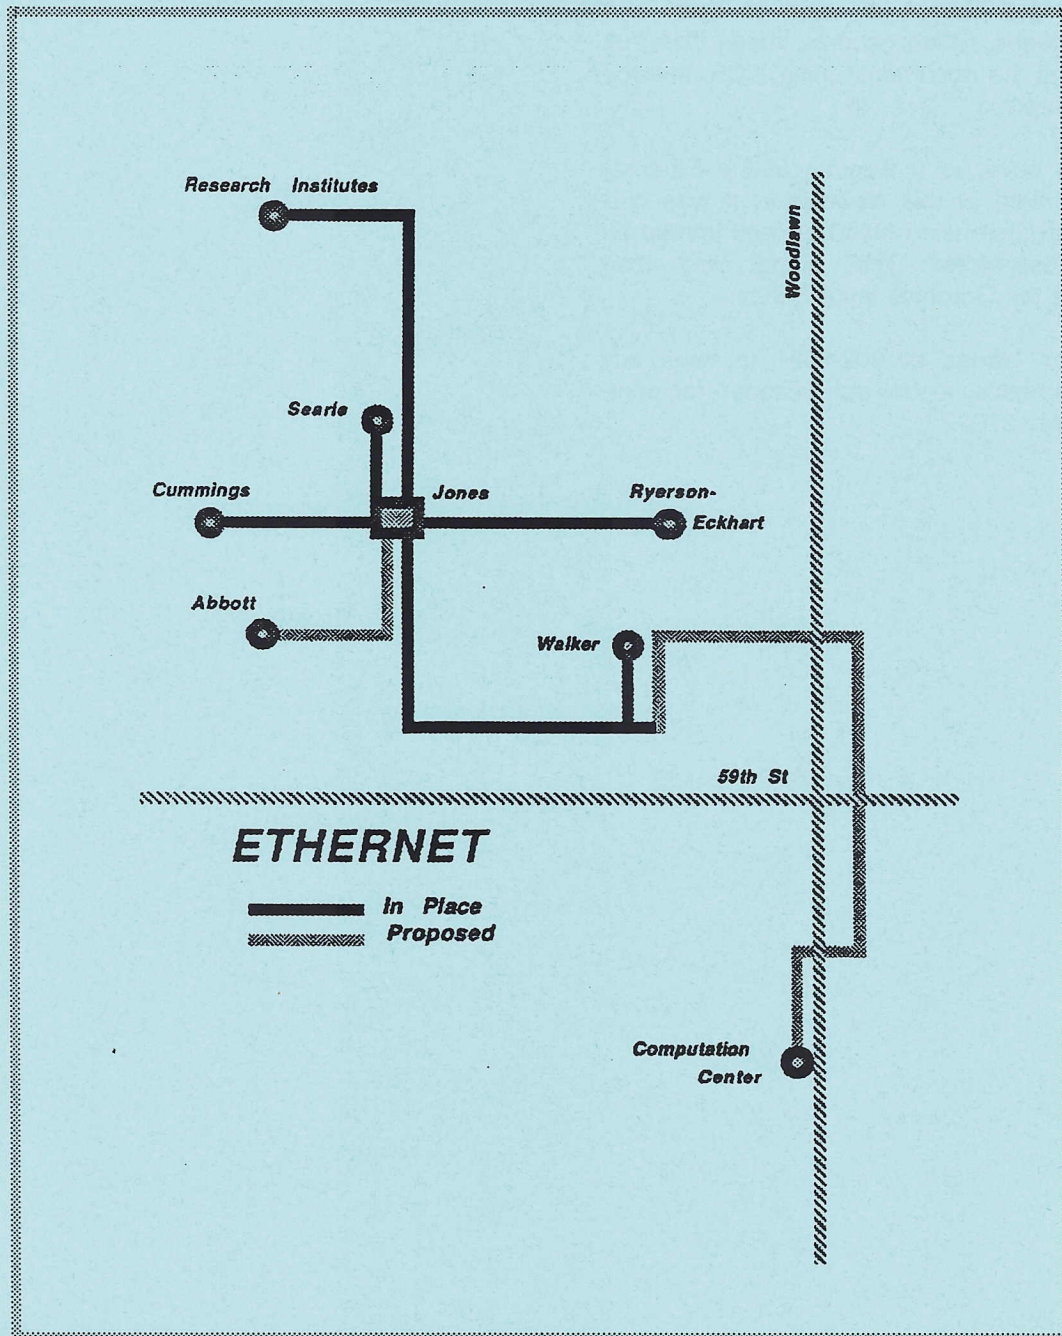 Research Institutes
Woodlawn
Searle
Cummings
Jones
Ryerson-
Eckhart
Abbott
Walker
59th St
ETHERNET
In Place
Proposed
Computation
Center